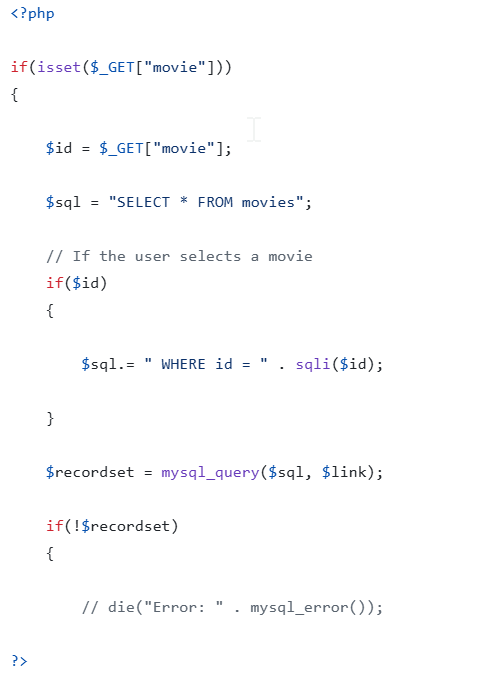 <?php
if(isset($_GET["movie"]))
{
$id = $_GET["movie"];
$sql = "SELECT * FROM movies";
// If the user selects a movie
if($id)
{
$sql.= " WHERE id = " . sqli($id);
}
$recordset = mysql_query($sql, $link);
if(!$recordset)
{
// die("Error: " . mysql_error());
?>